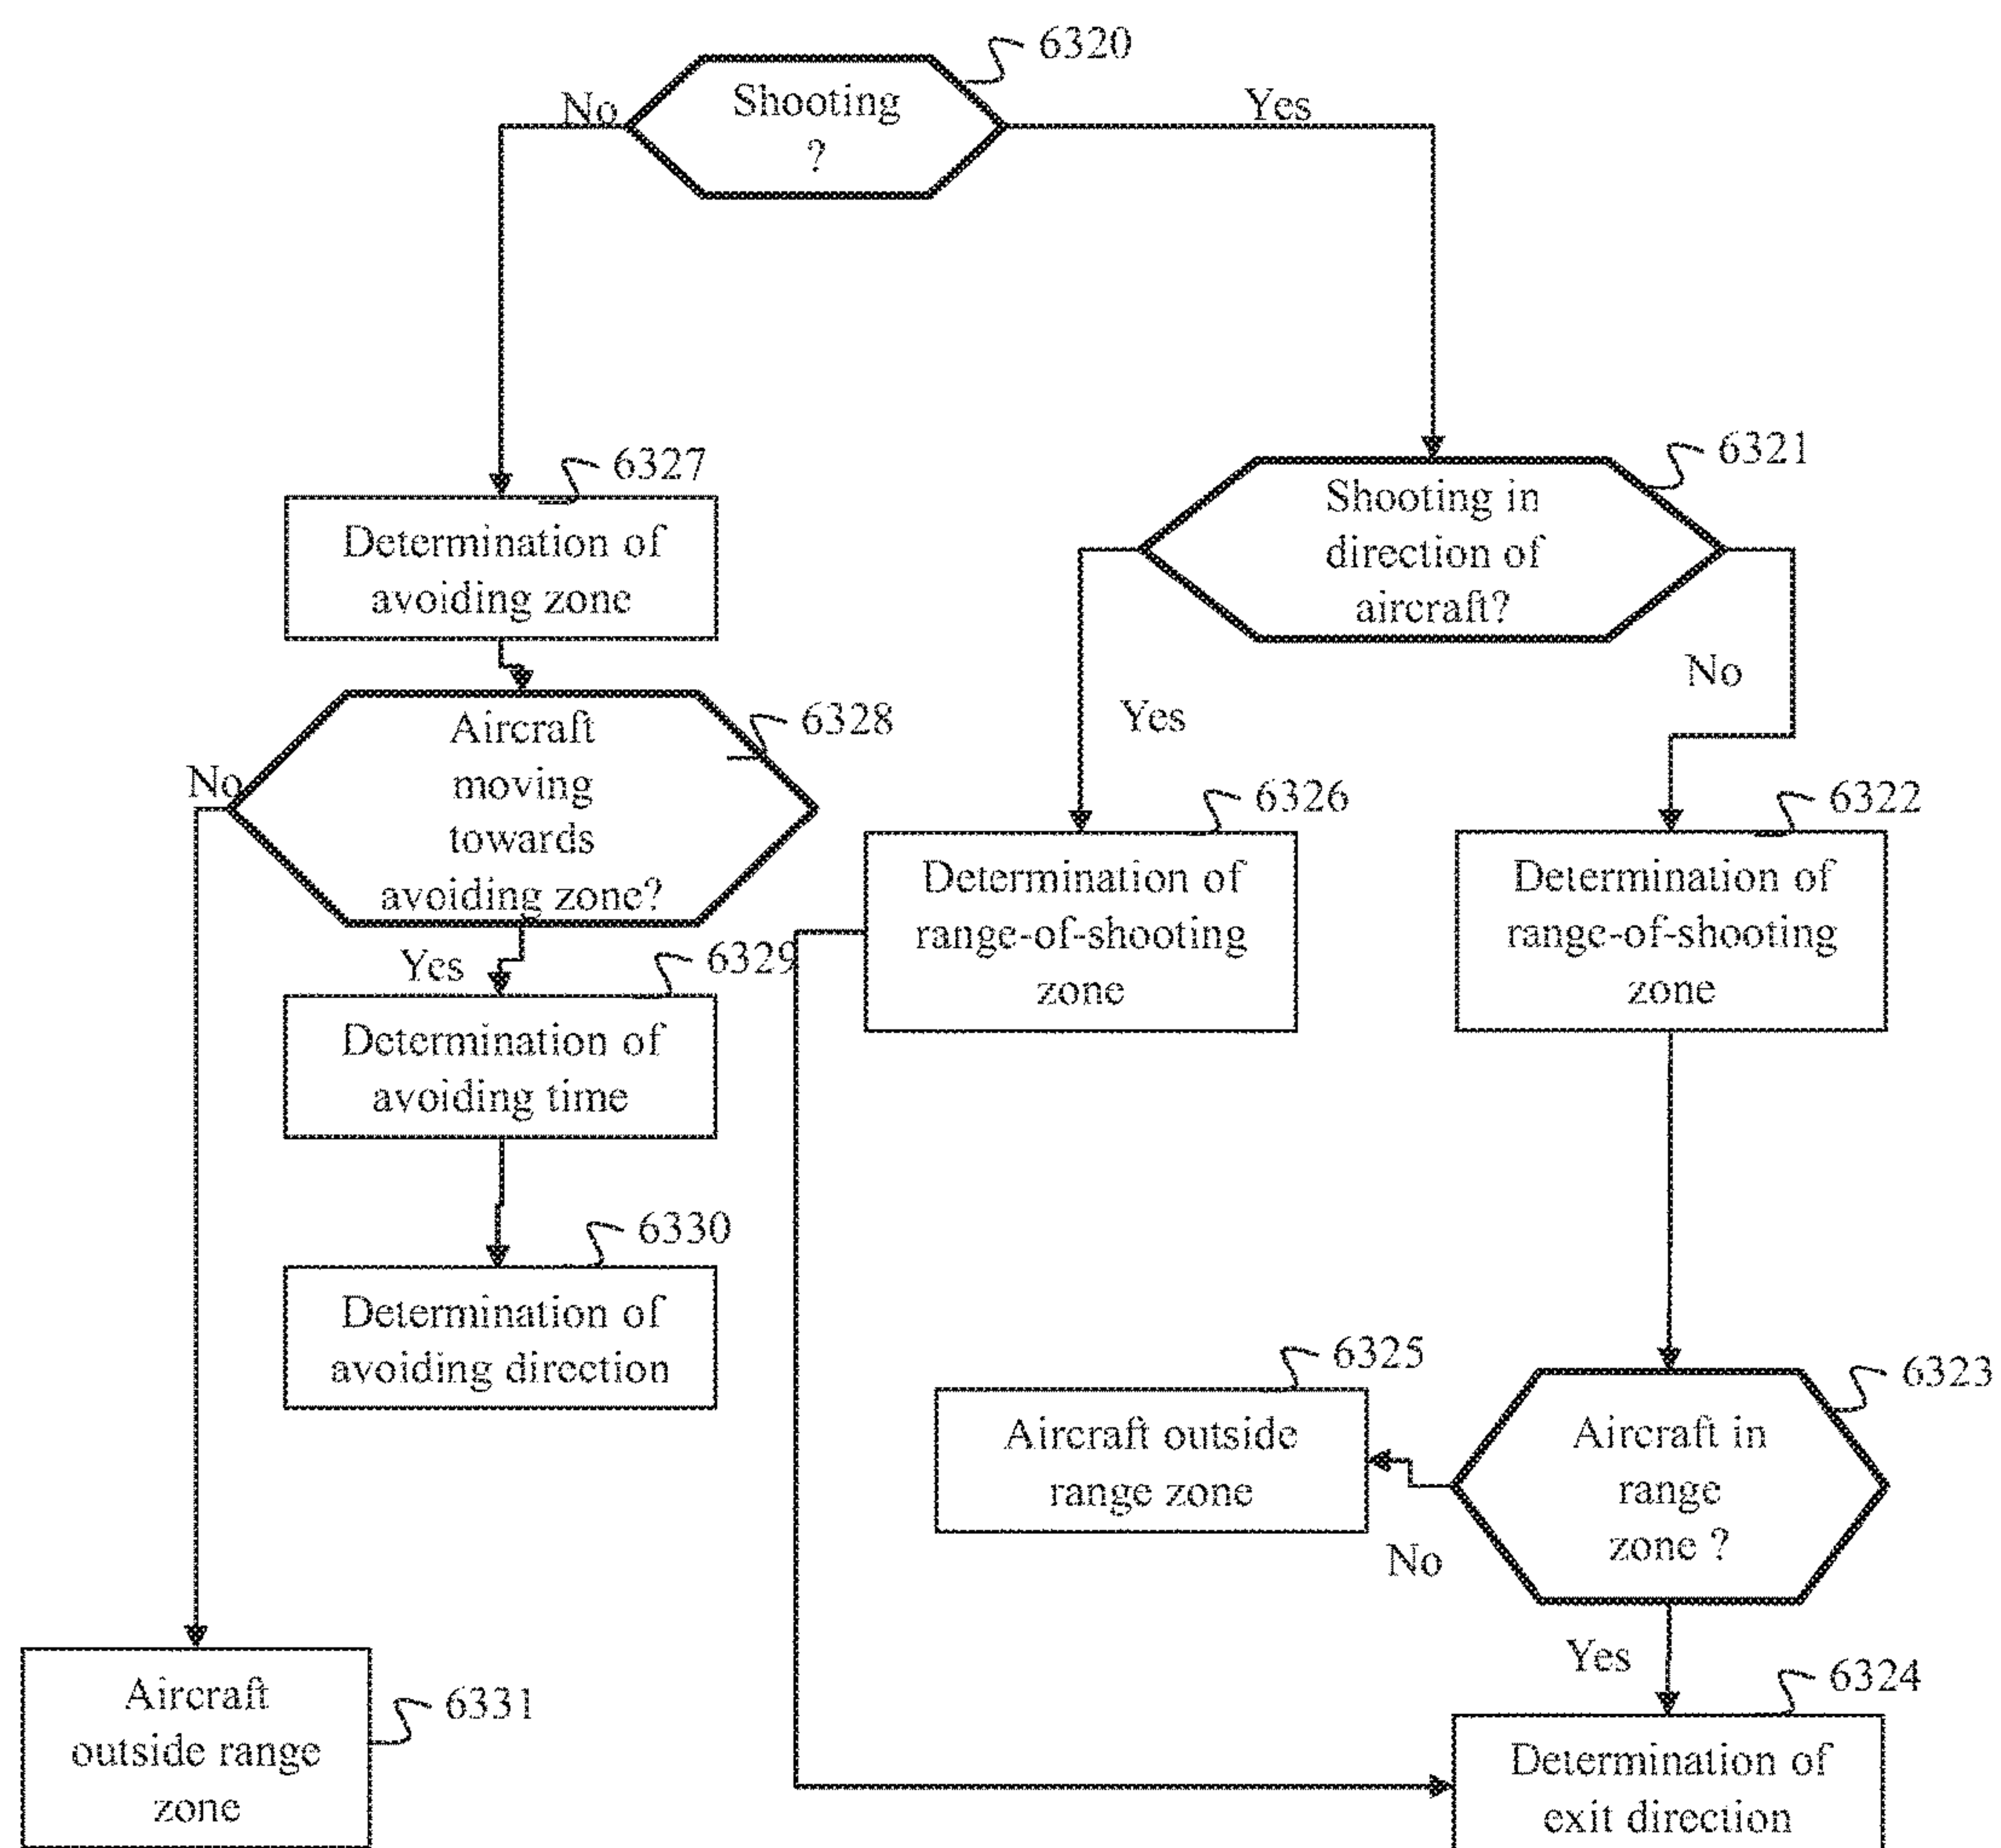 6320
Shooting
?
No
Yes
6321
Shooting in
direction of
aircraft?
6327
Determination of
avoiding zone
No
Yes
6328
Aircraft
moving
towards
avoiding zone?
No
6326
Determination of
range-of-shooting
zone
6322
Determination of
range-of-shooting
zone
Yes
6329
Determination of
avoiding time
6330
Determination of
avoiding direction
6325
Aircraft outside
range zone
6323
Aircraft in
range
zone ?
No
Yes
6331
Aircraft
outside range
zone
6324
Determination of
exit direction